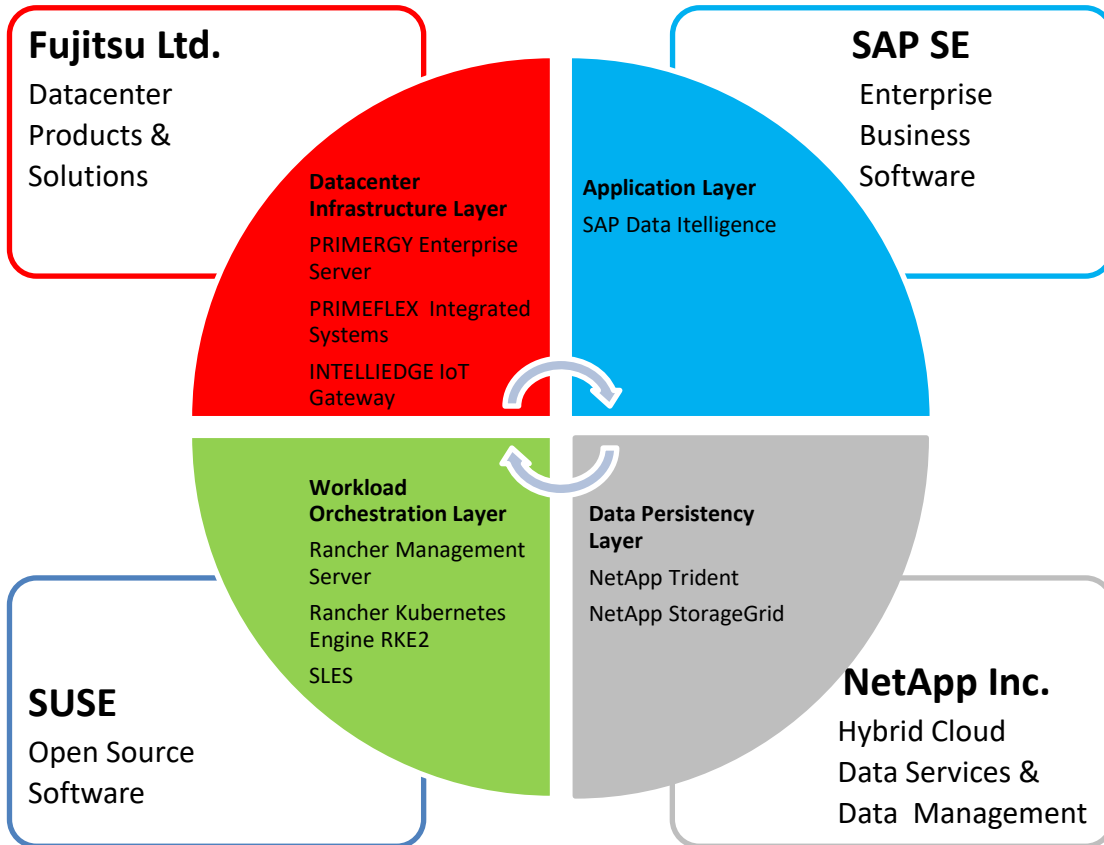 Fujitsu Ltd.
Datacenter
Products &
Solutions
SAP SE
Enterprise
Business
Software
Datacenter
Infrastructure Layer
PRIMERGY Enterprise
Server
PRIMEFLEX  Integrated
Systems
INTELLIEDGE IoT
Gateway
Application Layer
SAP Data Itelligence
Workload
Orchestration Layer
Rancher Management
Server
Rancher Kubernetes
Engine RKE2
SLES
Data Persistency
Layer
NetApp Trident
NetApp StorageGrid
SUSE
Open Source
Software
NetApp Inc.
Hybrid Cloud
Data Services &
Data  Management